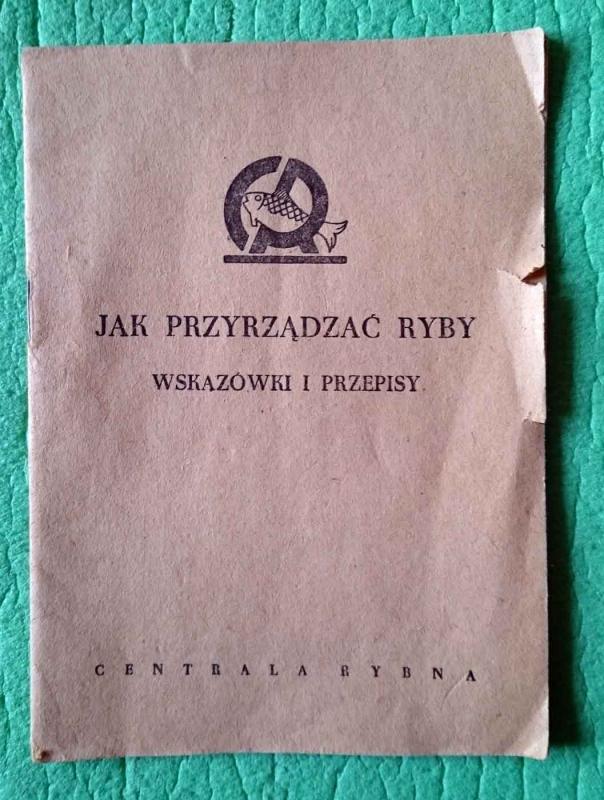 JAK PRZYRZĄDZAĆ RYBY
WSKAZÓWKI I PRZEPISY
CENTRALA RYBNA